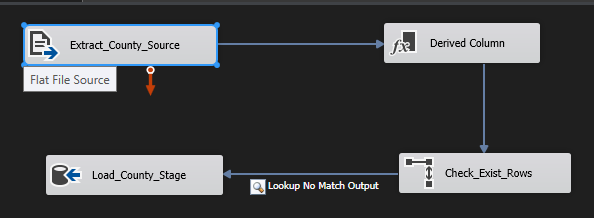 Extract_County_Source
Derived Column
Flat File Source
Load_County_Stage
Lookup No Match Output
Check_Exist_Rows